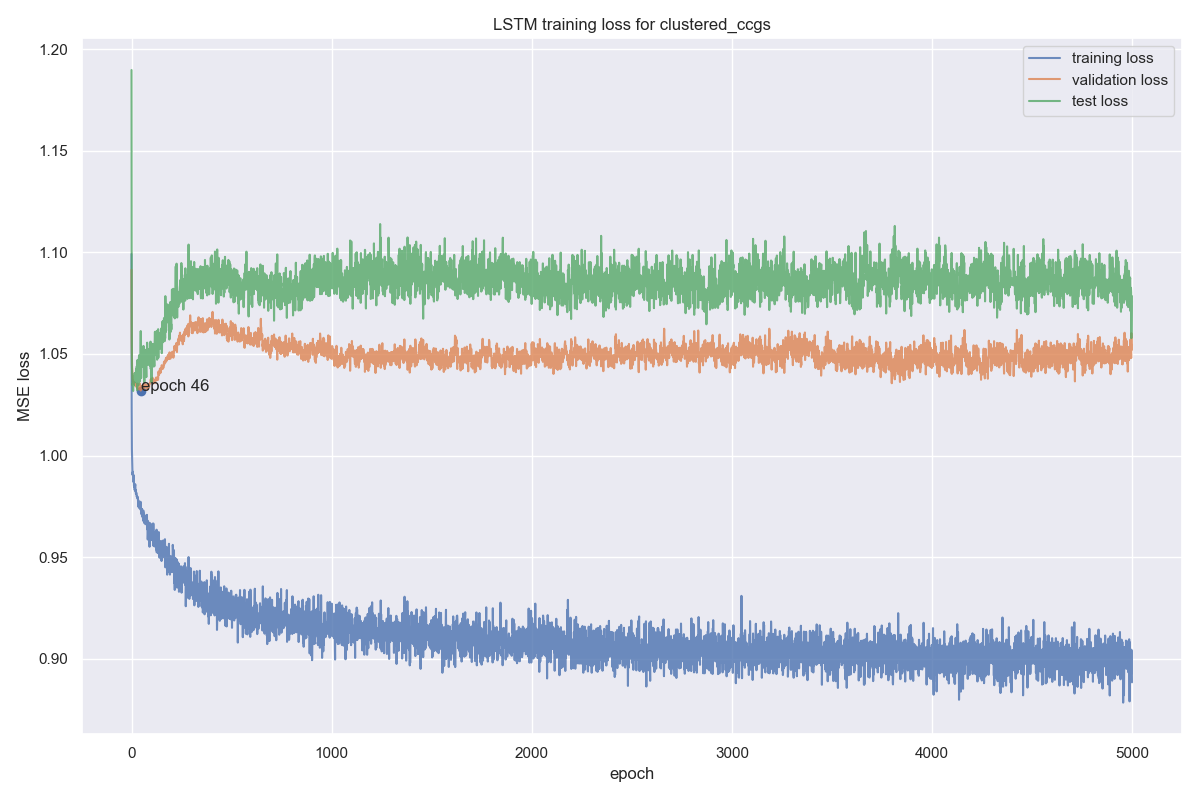 LSTM training loss for clustered_ccgs
training loss
validation loss
test loss
1.20
1.15
1.10
1.05
1.00
0.95
0.90
MSE loss
epoch 46
0
1000
2000
3000
4000
5000
epoch